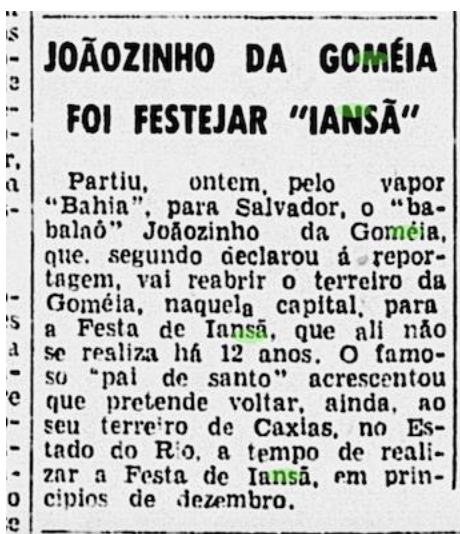 JOÃOZINHO DA GOMÉIA
FOI FESTEJAR "IANSÃ"
Partiu, ontem, pelo vapor
"Bahia", para Salvador, o "ba-
balaô" Joãozinho da Goméia,
que, segundo declarou á repor-
tagem, vai reabrir o terreiro da
Goméia, naquela capital, para
a Festa de Iansã, que ali não
se realiza há 12 anos. O famo-
so "pai de santo" acrescentou
que pretende voltar, ainda, ao
seu terreiro de Caxias, no Es-
tado do Rio, a tempo de reali-
zar a Festa de Iansã, em prin-
cipios de dezembro.